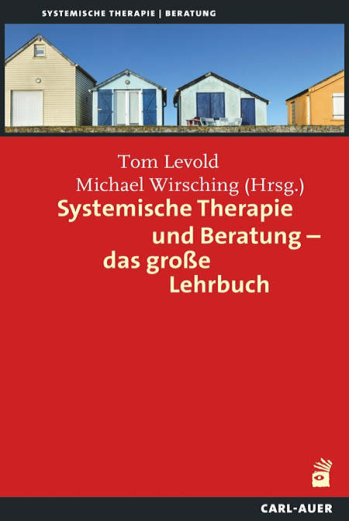 SYSTEMISCHE THERAPIE | BERATUNG
Tom Levold
Michael Wirsching (Hrsg.)
Systemische Therapie
und Beratung –
das große
Lehrbuch
CARL-AUER